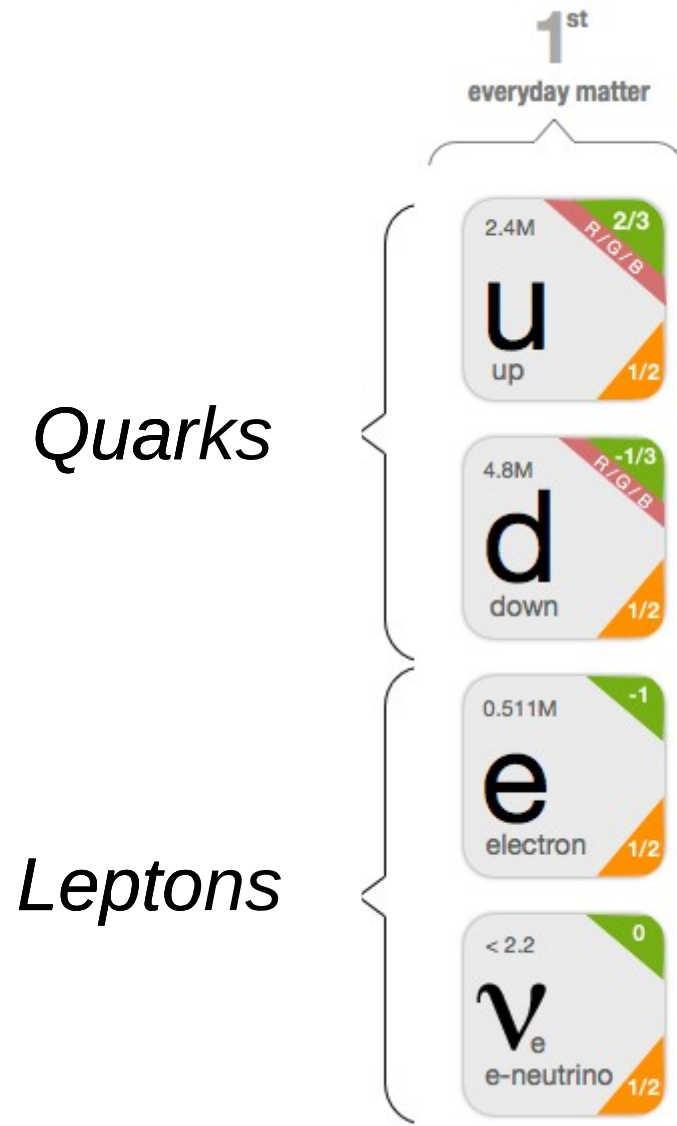 1st
everyday matter
Quarks
2.4M
2/3
R/G/B
u
up
1/2
4.8M
-1/3
R/G/B
d
down
1/2
Leptons
0.511M
-1
e
electron
1/2
< 2.2
0
νe
e-neutrino
1/2